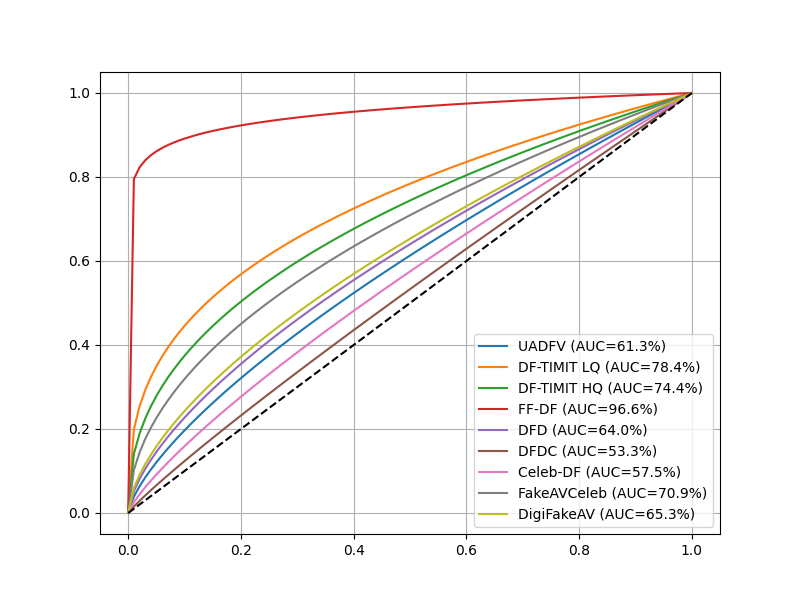 1.0
0.8
0.6
0.4
0.2
0.0
0.0 0.2 0.4 0.6 0.8 1.0
UADFV (AUC=61.3%)
DF-TIMIT LQ (AUC=78.4%)
DF-TIMIT HQ (AUC=74.4%)
FF-DF (AUC=96.6%)
DFD (AUC=64.0%)
DFDC (AUC=53.3%)
Celeb-DF (AUC=57.5%)
FakeAVCeleb (AUC=70.9%)
DigiFakeAV (AUC=65.3%)